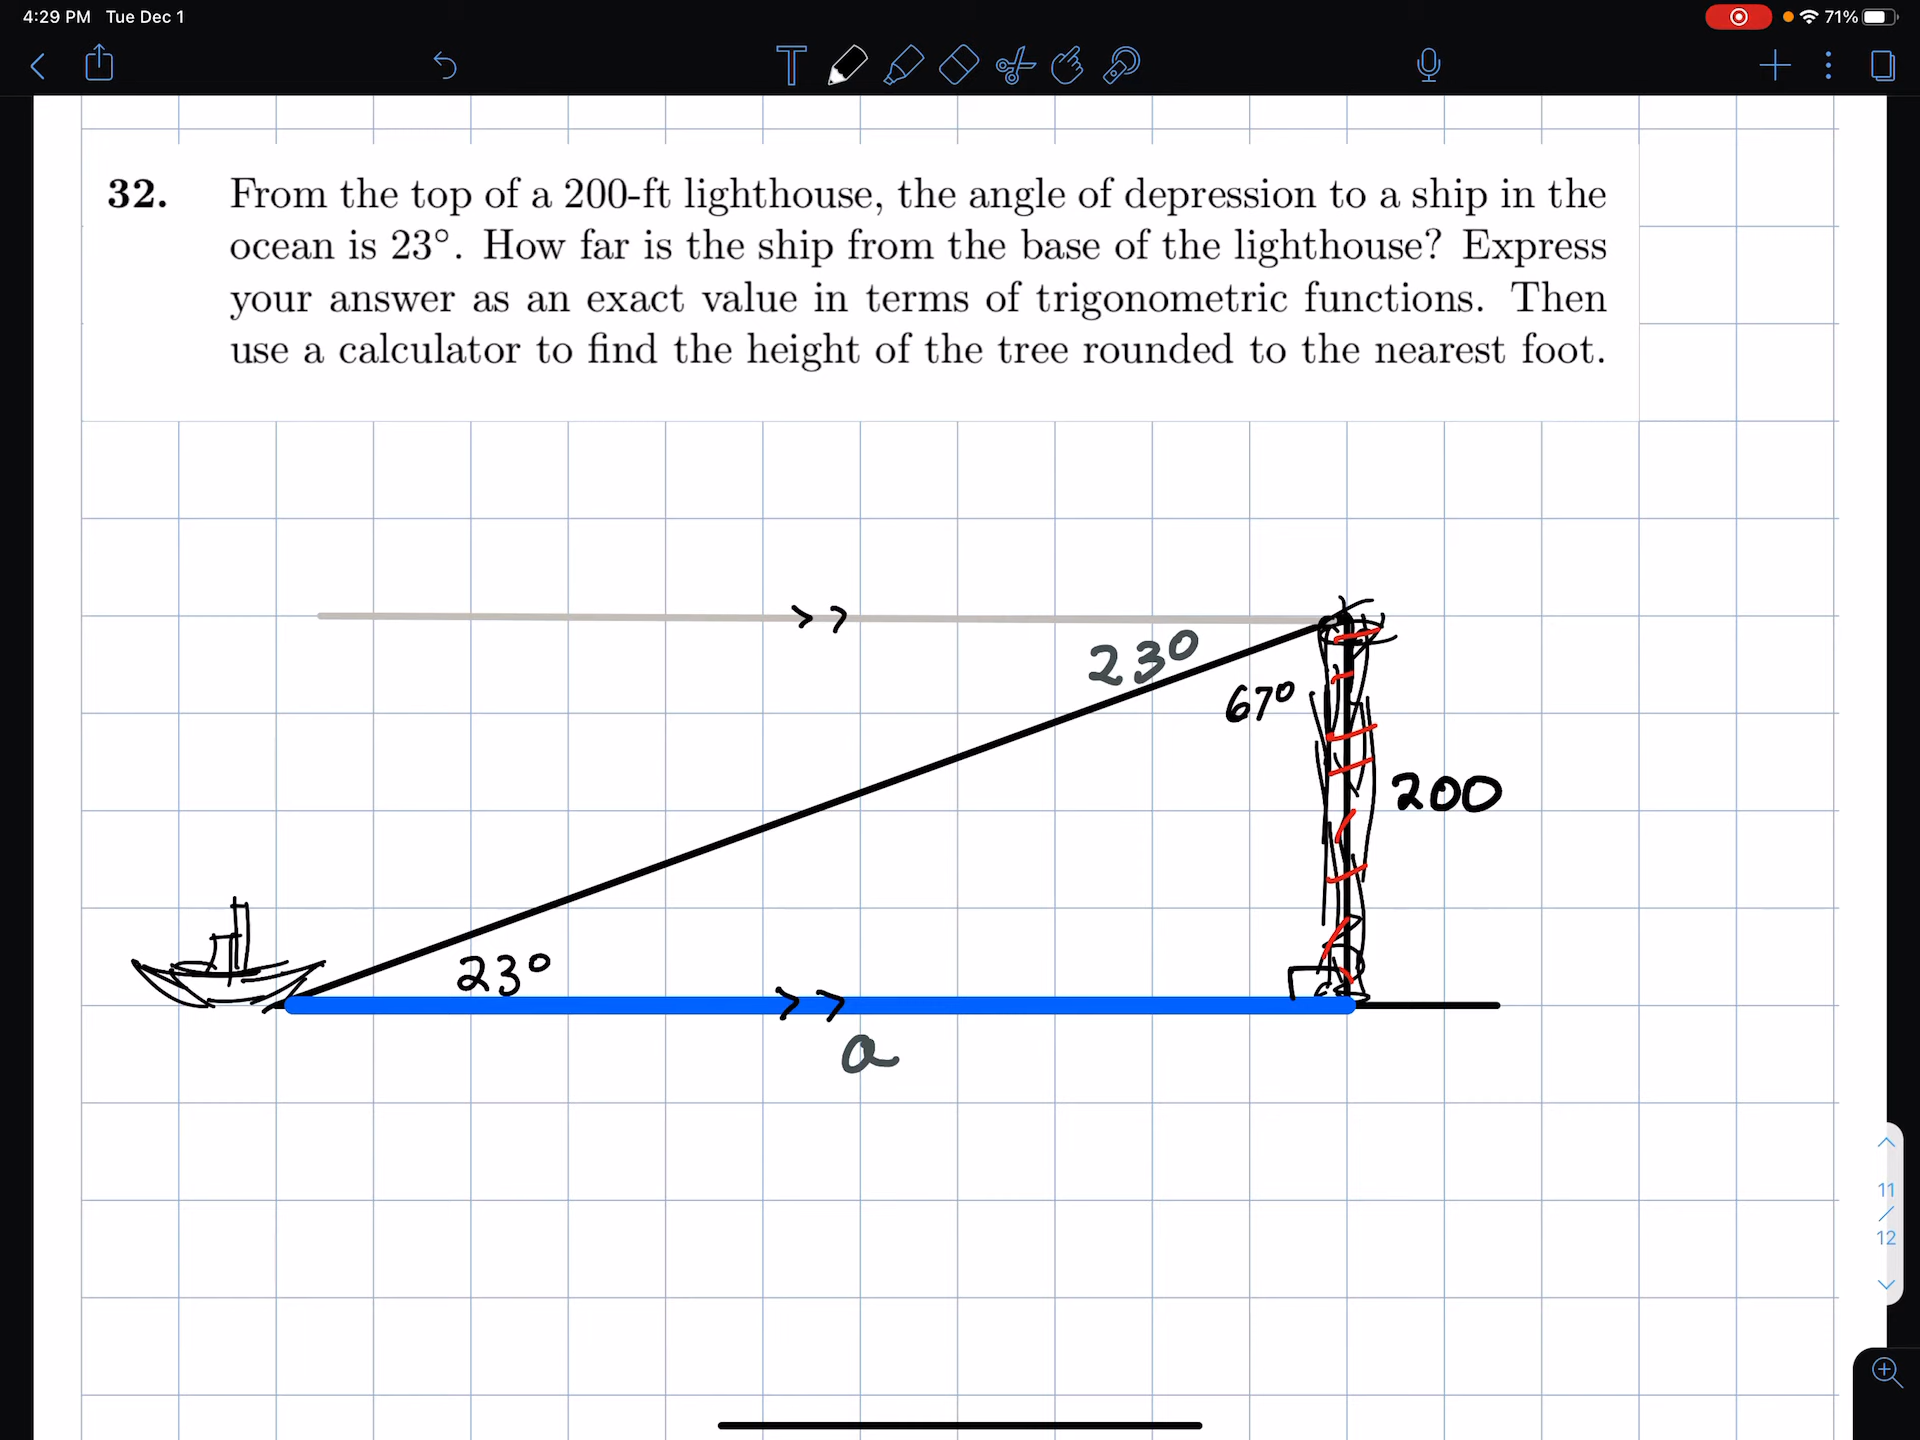 4:29 PM Tue Dec 1
71%
32. From the top of a 200-ft lighthouse, the angle of depression to a ship in the
ocean is 23°. How far is the ship from the base of the lighthouse? Express
your answer as an exact value in terms of trigonometric functions. Then
use a calculator to find the height of the tree rounded to the nearest foot.
23°
67°
200
23°
a
11
/
12